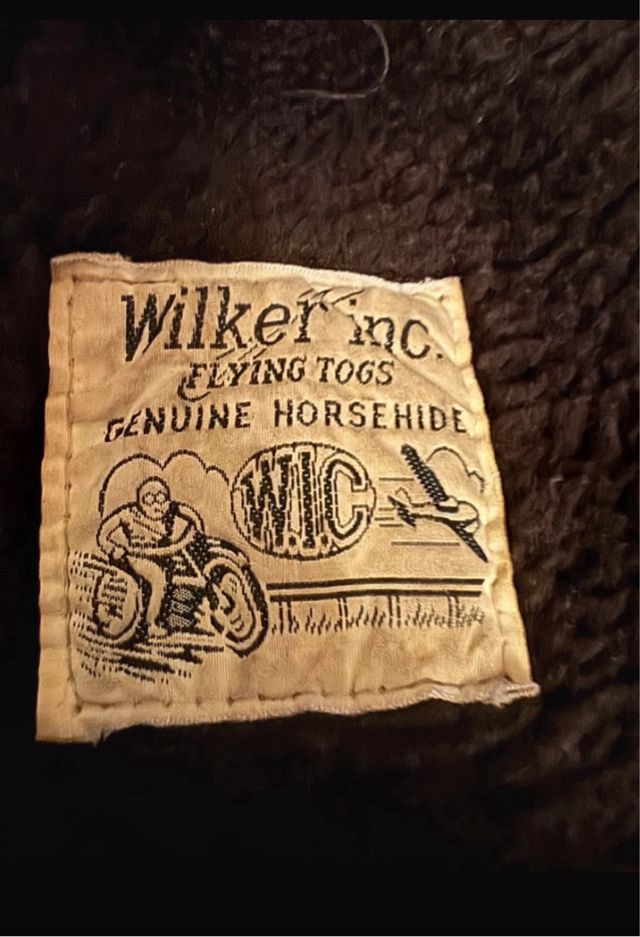 Wilker inc.
FLYING TOGS
GENUINE HORSEHIDE
W.I.C